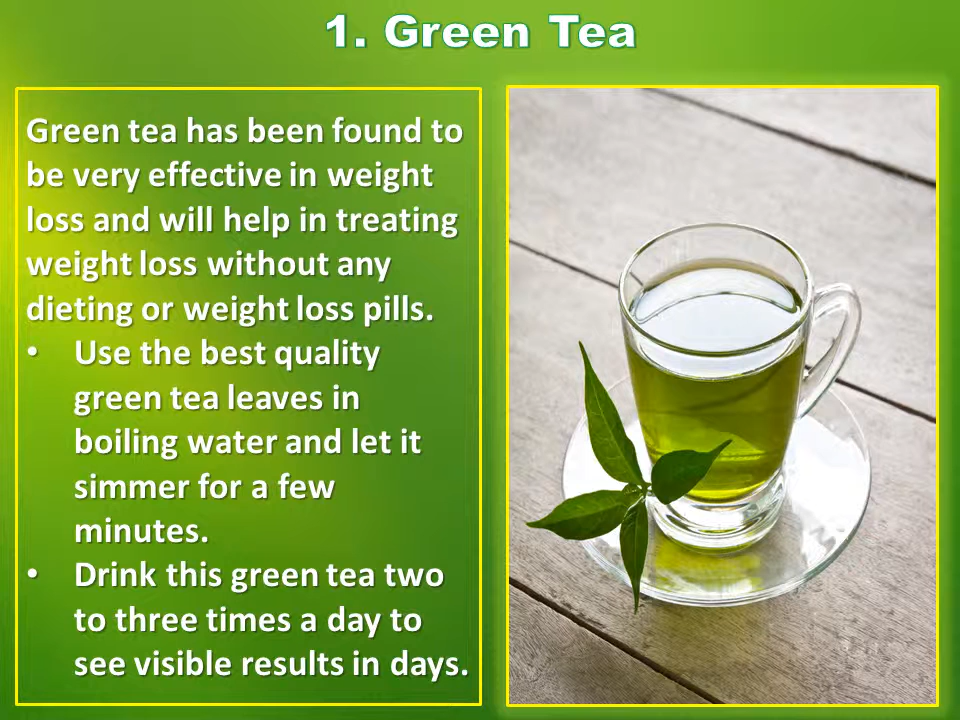 1. Green Tea
Green tea has been found to
be very effective in weight
loss and will help in treating
weight loss without any
dieting or weight loss pills.
• Use the best quality
green tea leaves in
boiling water and let it
simmer for a few
minutes.
• Drink this green tea two
to three times a day to
see visible results in days.